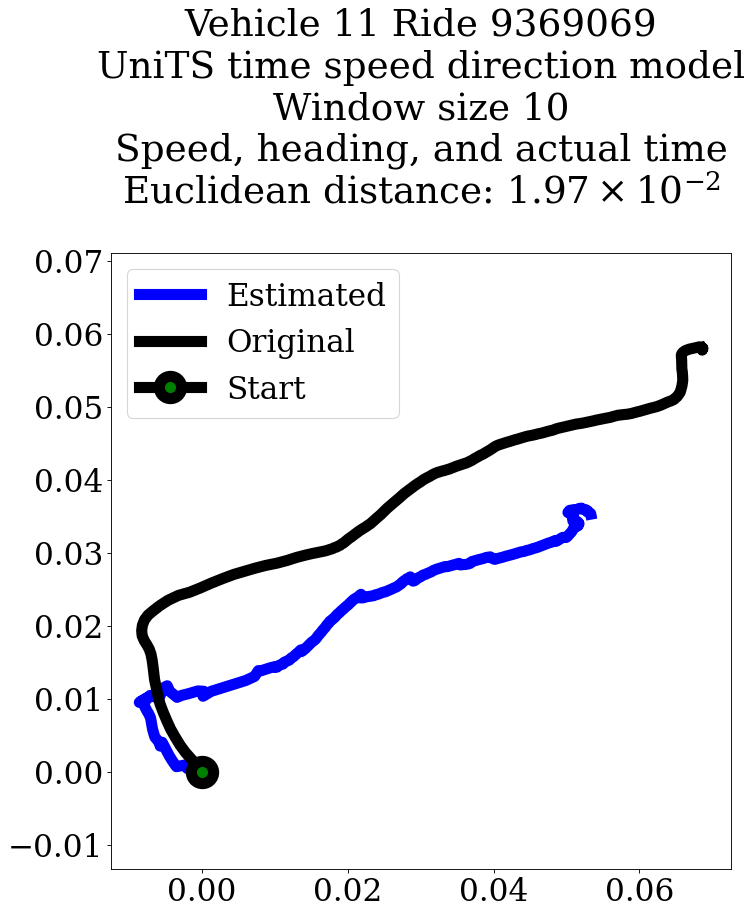 Vehicle 11 Ride 9369069
UniTS time speed direction model
Window size 10
Speed, heading, and actual time
Euclidean distance: 1.97 × 10⁻²
0.07
0.06
0.05
0.04
0.03
0.02
0.01
0.00
−0.01
Estimated
Original
Start
0.00 0.02 0.04 0.06